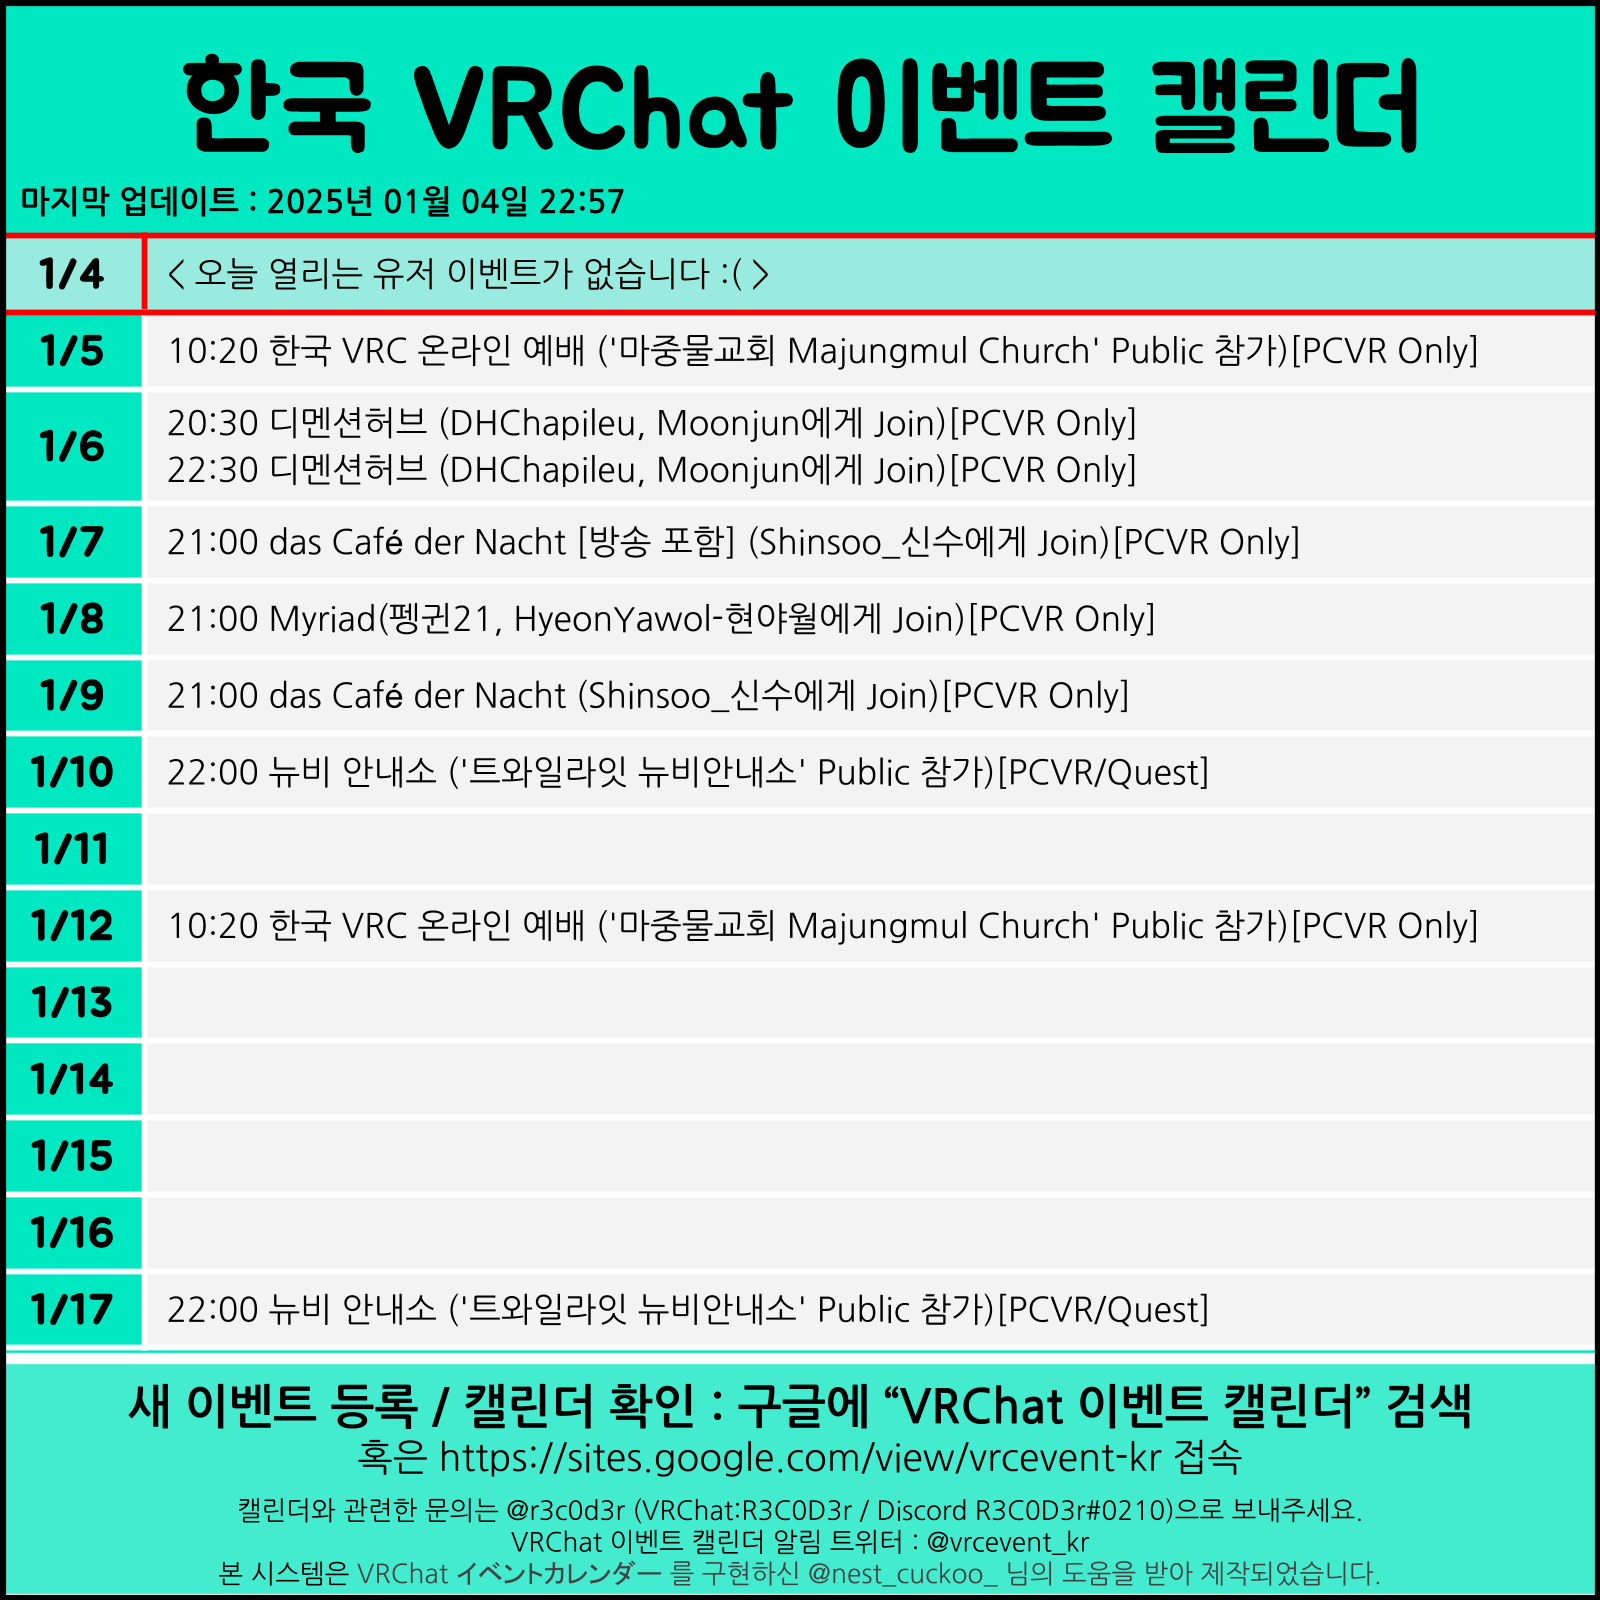 한국 VRChat 이벤트 캘린더
마지막 업데이트 : 2025년 01월 04일 22:57
1/4 < 오늘 열리는 유저 이벤트가 없습니다 :( >
1/5 10:20 한국 VRC 온라인 예배 ('마중물교회 Majungmul Church' Public 참가)[PCVR Only]
1/6 20:30 디멘션허브 (DHChapileu, Moonjun에게 Join)[PCVR Only]
22:30 디멘션허브 (DHChapileu, Moonjun에게 Join)[PCVR Only]
1/7 21:00 das Café der Nacht [방송 포함] (Shinsoo_신수에게 Join)[PCVR Only]
1/8 21:00 Myriad(펭귄21, HyeonYawol-현야월에게 Join)[PCVR Only]
1/9 21:00 das Café der Nacht (Shinsoo_신수에게 Join)[PCVR Only]
1/10 22:00 뉴비 안내소 ('트와일라잇 뉴비안내소' Public 참가)[PCVR/Quest]
1/11
1/12 10:20 한국 VRC 온라인 예배 ('마중물교회 Majungmul Church' Public 참가)[PCVR Only]
1/13
1/14
1/15
1/16
1/17 22:00 뉴비 안내소 ('트와일라잇 뉴비안내소' Public 참가)[PCVR/Quest]
새 이벤트 등록 / 캘린더 확인 : 구글에 “VRChat 이벤트 캘린더” 검색
혹은 https://sites.google.com/view/vrcevent-kr 접속
캘린더와 관련한 문의는 @r3c0d3r (VRChat:R3C0D3r / Discord R3C0D3r#0210)으로 보내주세요.
VRChat 이벤트 캘린더 알림 트위터 : @vrcevent_kr
본 시스템은 VRChat イベントカレンダー 를 구현하신 @nest_cuckoo_ 님의 도움을 받아 제작되었습니다.